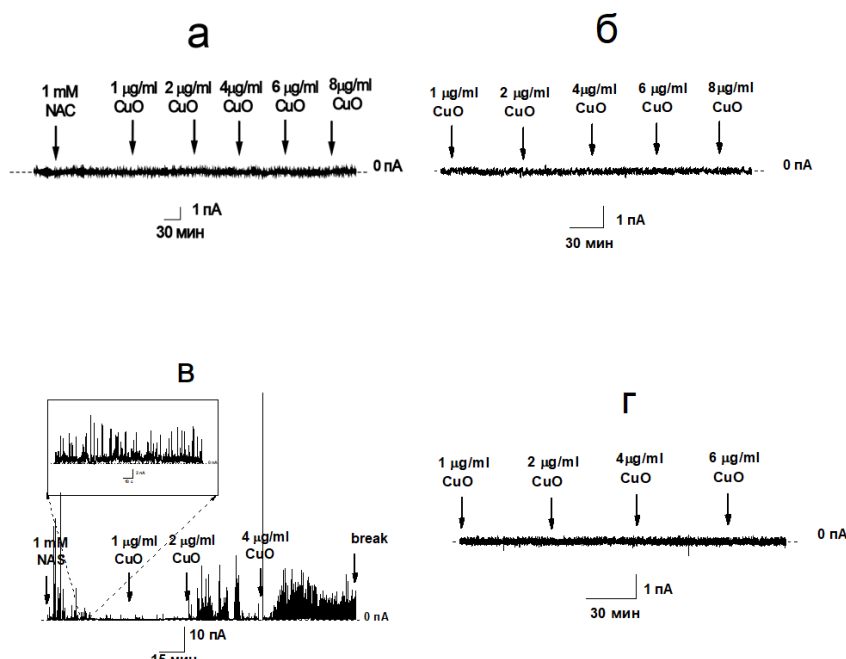 а
1 mM
NAC
1 μg/ml
CuO
2 μg/ml
CuO
4μg/ml
CuO
6 μg/ml
CuO
8μg/ml
CuO
0 пА
1 пА
30 мин
б
1 μg/ml
CuO
2 μg/ml
CuO
4μg/ml
CuO
6 μg/ml
CuO
8 μg/ml
CuO
0 пА
1 пА
30 мин
в
1 mM
NAS
1 μg/ml
CuO
2 μg/ml
CuO
4 μg/ml
CuO
break
0 пА
10 пА
15 мин
г
1 μg/ml
CuO
2 μg/ml
CuO
4μg/ml
CuO
6 μg/ml
CuO
0 пА
1 пА
30 мин